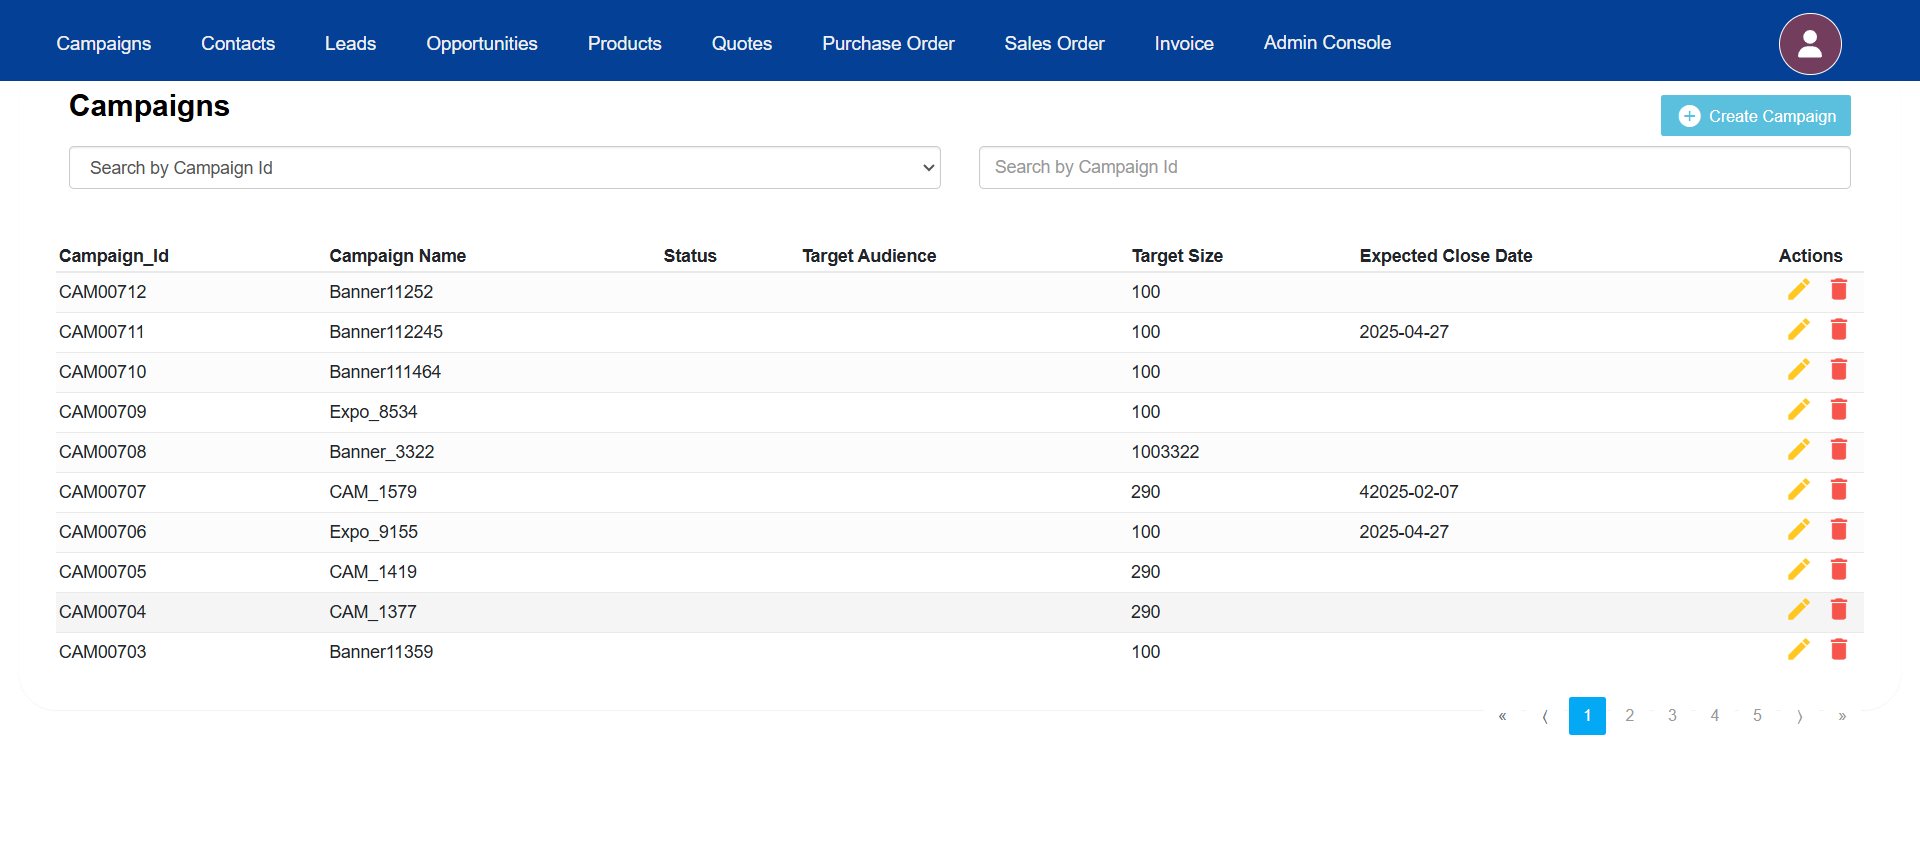 Campaigns Contacts Leads Opportunities Products Quotes Purchase Order Sales Order Invoice Admin Console
Campaigns
Create Campaign
Search by Campaign Id Search by Campaign Id
Campaign_Id Campaign Name Status Target Audience Target Size Expected Close Date Actions
CAM00712 Banner11252 100
CAM00711 Banner112245 100 2025-04-27
CAM00710 Banner111464 100
CAM00709 Expo_8534 100
CAM00708 Banner_3322 1003322
CAM00707 CAM_1579 290 42025-02-07
CAM00706 Expo_9155 100 2025-04-27
CAM00705 CAM_1419 290
CAM00704 CAM_1377 290
CAM00703 Banner11359 100
« ⟨ 1 2 3 4 5 ⟩ »